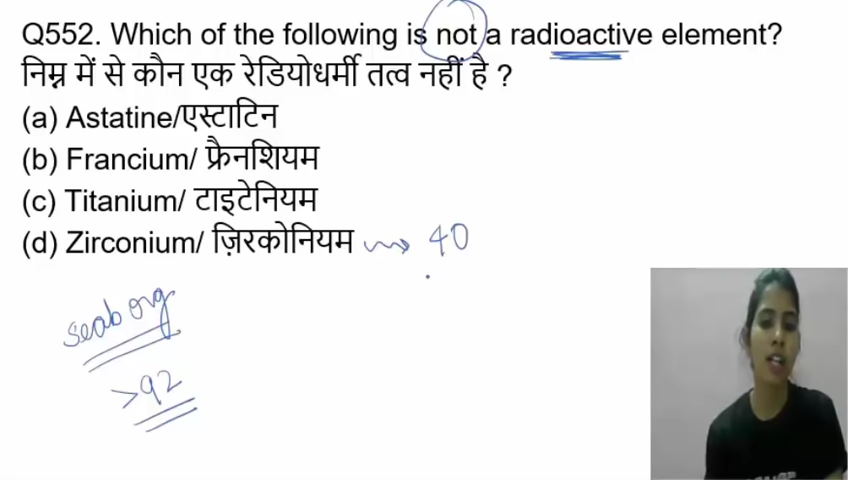 Q552. Which of the following is not a radioactive element?
निम्न में से कौन एक रेडियोधर्मी तत्व नहीं है ?
(a) Astatine/एस्टाटिन
(b) Francium/ फ्रैनशियम
(c) Titanium/ टाइटेनियम
(d) Zirconium/ ज़िरकोनियम 40
seaborg
>92